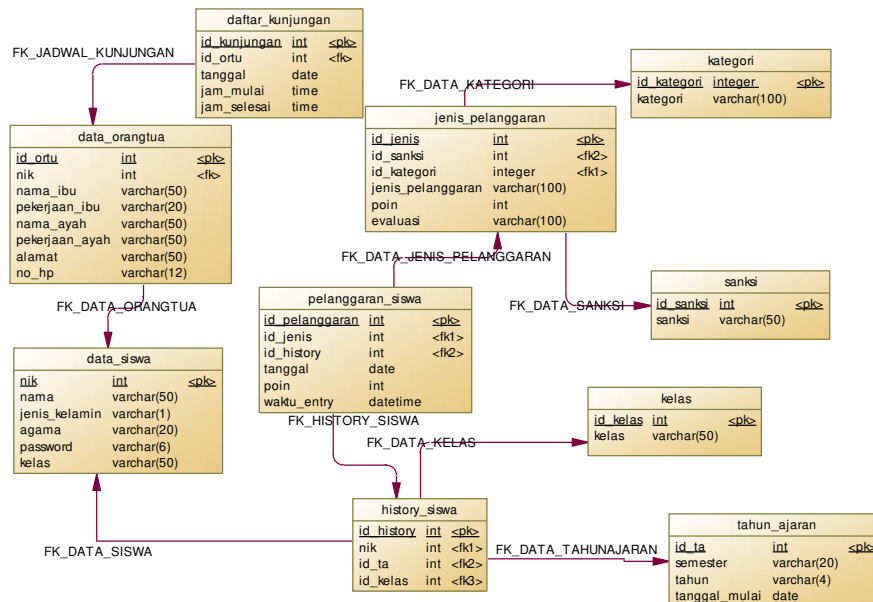 daftar_kunjungan
id_kunjungan int <pk>
id_ortu int <fk>
tanggal date
jam_mulai time
jam_selesai time
FK_JADWAL_KUNJUNGAN
data_orangtua
id_ortu int <pk>
nik int <fk>
nama_ibu varchar(50)
pekerjaan_ibu varchar(20)
nama_ayah varchar(50)
pekerjaan_ayah varchar(50)
alamat varchar(50)
no_hp varchar(12)
FK_DATA_ORANGTUA
data_siswa
nik int <pk>
nama varchar(50)
jenis_kelamin varchar(1)
agama varchar(20)
password varchar(6)
kelas varchar(50)
FK_DATA_SISWA
kategori
id_kategori integer <pk>
kategori varchar(100)
FK_DATA_KATEGORI
jenis_pelanggaran
id_jenis int <pk>
id_sanksi int <fk2>
id_kategori integer <fk1>
jenis_pelanggaran varchar(100)
poin int
evaluasi varchar(100)
FK_DATA_JENIS_PELANGGARAN
sanksi
id_sanksi int <pk>
sanksi varchar(50)
FK_DATA_SANKSI
pelanggaran_siswa
id_pelanggaran int <pk>
id_jenis int <fk1>
id_history int <fk2>
tanggal date
poin int
waktu_entry datetime
FK_HISTORY_SISWA
kelas
id_kelas int <pk>
kelas varchar(50)
FK_DATA_KELAS
history_siswa
id_history int <pk>
nik int <fk1>
id_ta int <fk2>
id_kelas int <fk3>
FK_DATA_TAHUNAJARAN
tahun_ajaran
id_ta int <pk>
semester varchar(20)
tahun varchar(4)
tanggal_mulai date